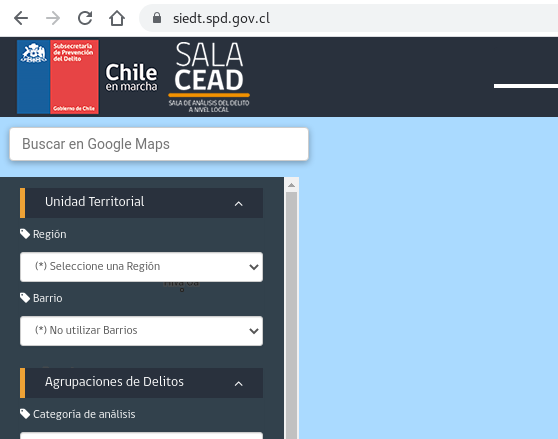 siedt.spd.gov.cl
Subsecretaría
de Prevención
del Delito
Gobierno de Chile
Chile
en marcha
SALA
CEAD
SALA DE ANÁLISIS DEL DELITO
A NIVEL LOCAL
Buscar en Google Maps
Unidad Territorial
Región
(*) Seleccione una Región
Barrio
(*) No utilizar Barrios
Agrupaciones de Delitos
Categoría de análisis